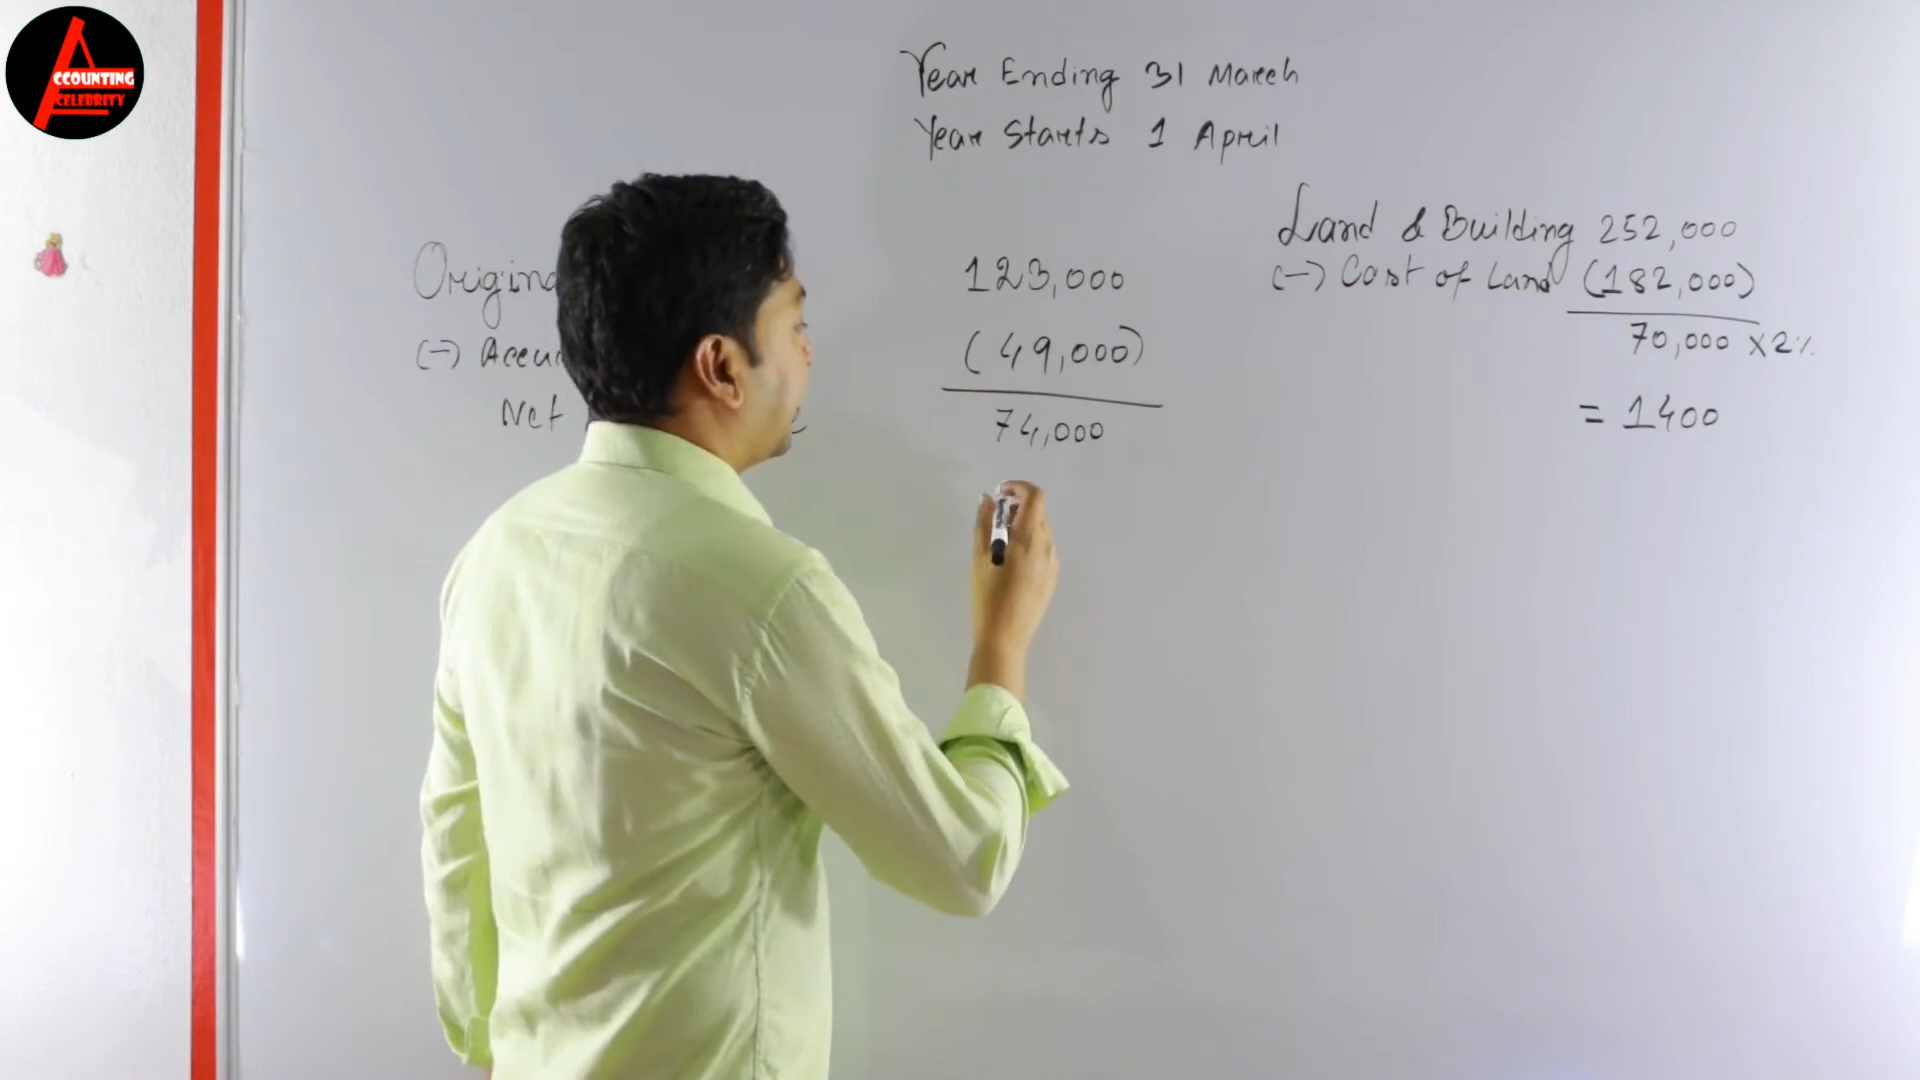 ACCOUNTING
CELEBRITY
Year Ending 31 March
Year Starts 1 April
123,000
(-) (49,000)
Net 74,000
Land & Building 252,000
(-) Cost of Land (182,000)
70,000 x 2%
= 1400